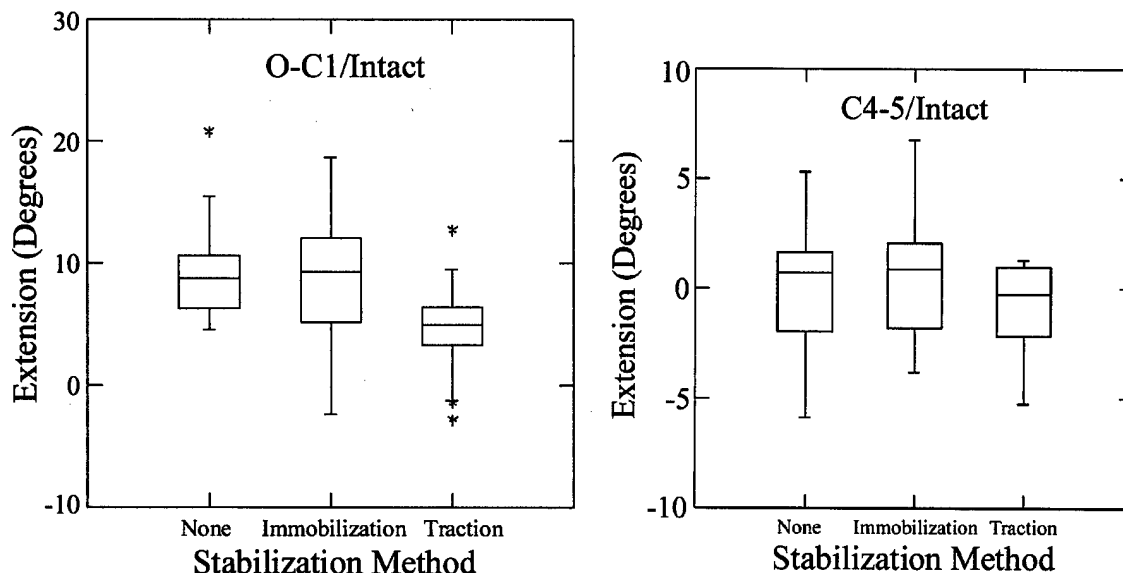 30
20
10
0
-10
Extension (Degrees)
O-C1/Intact
*
*
*
*
None Immobilization Traction
Stabilization Method
10
5
0
-5
-10
Extension (Degrees)
C4-5/Intact
None Immobilization Traction
Stabilization Method